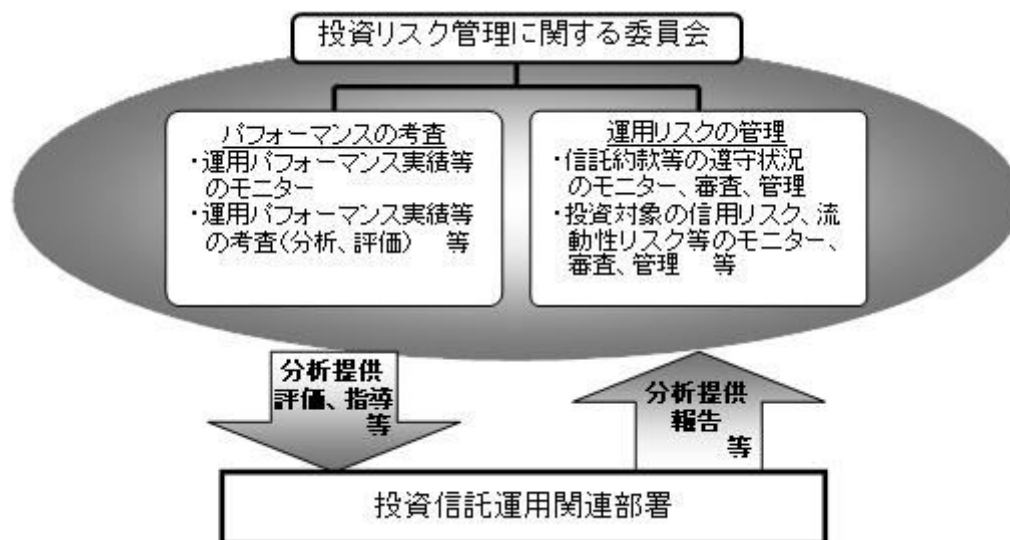 投資リスク管理に関する委員会
パフォーマンスの考査
・運用パフォーマンス実績等
のモニター
・運用パフォーマンス実績等
の考査(分析、評価) 等
運用リスクの管理
・信託約款等の遵守状況
のモニター、審査、管理
・投資対象の信用リスク、流
動性リスク等のモニター、
審査、管理 等
分析提供
評価、指導
等
分析提供
報告
等
投資信託運用関連部署